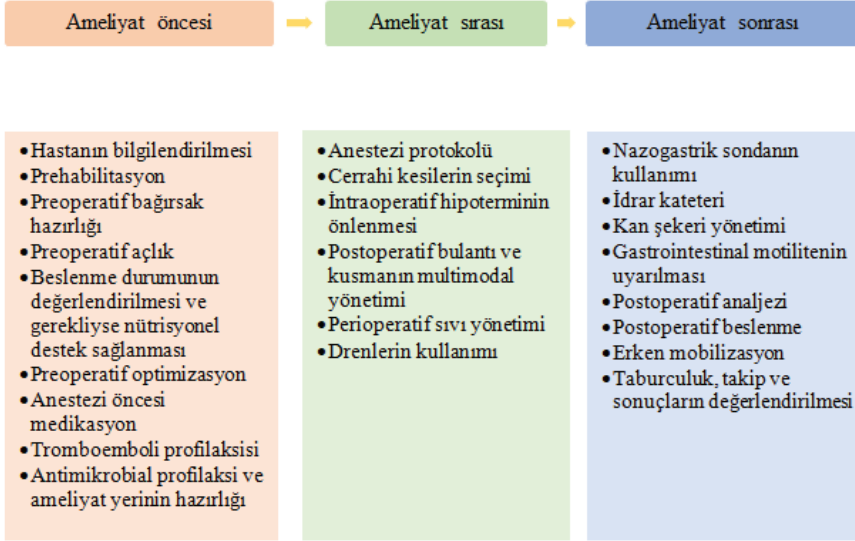 Ameliyat öncesi
Ameliyat sırası
Ameliyat sonrası
•Hastanın bilgilendirilmesi
•Prehabilitasyon
•Preoperatif bağırsak
hazırlığı
•Preoperatif açlık
•Beslenme durumunun
değerlendirilmesi ve
gerekliyse nütrisyonel
destek sağlanması
•Preoperatif optimizasyon
•Anestezi öncesi
medikasyon
•Tromboemboli profilaksisi
•Antimikrobial profilaksi ve
ameliyat yerinin hazırlığı
•Anestezi protokolü
•Cerrahi kesilerin seçimi
•İntraoperatif hipoterminin
önlenmesi
•Postoperatif bulantı ve
kusmanın multimodal
yönetimi
•Perioperatif sıvı yönetimi
•Drenlerin kullanımı
•Nazogastrik sondanın
kullanımı
•İdrar kateteri
•Kan şekeri yönetimi
•Gastrointestinal motilitenin
uyarılması
•Postoperatif analjezi
•Postoperatif beslenme
•Erken mobilizasyon
•Taburculuk, takip ve
sonuçların değerlendirilmesi